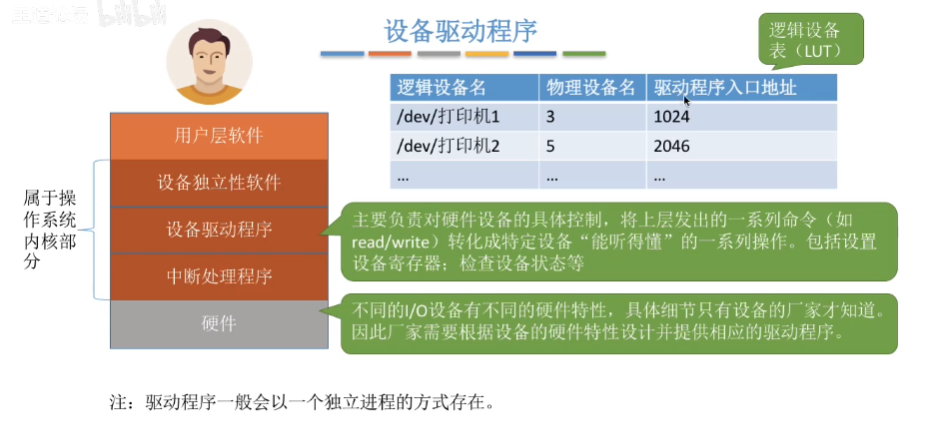 bilibili
设备驱动程序
逻辑设备
表（LUT）
逻辑设备名 物理设备名 驱动程序入口地址
/dev/打印机1 3 1024
/dev/打印机2 5 2046
... ... ...
用户层软件
设备独立性软件
设备驱动程序
中断处理程序
硬件
属于操
作系统
内核部
分
主要负责对硬件设备的具体控制，将上层发出的一系列命令（如
read/write）转化成特定设备“能听得懂”的一系列操作。包括设置
设备寄存器；检查设备状态等
不同的I/O设备有不同的硬件特性，具体细节只有设备的厂家才知道。
因此厂家需要根据设备的硬件特性设计并提供相应的驱动程序。
注：驱动程序一般会以一个独立进程的方式存在。